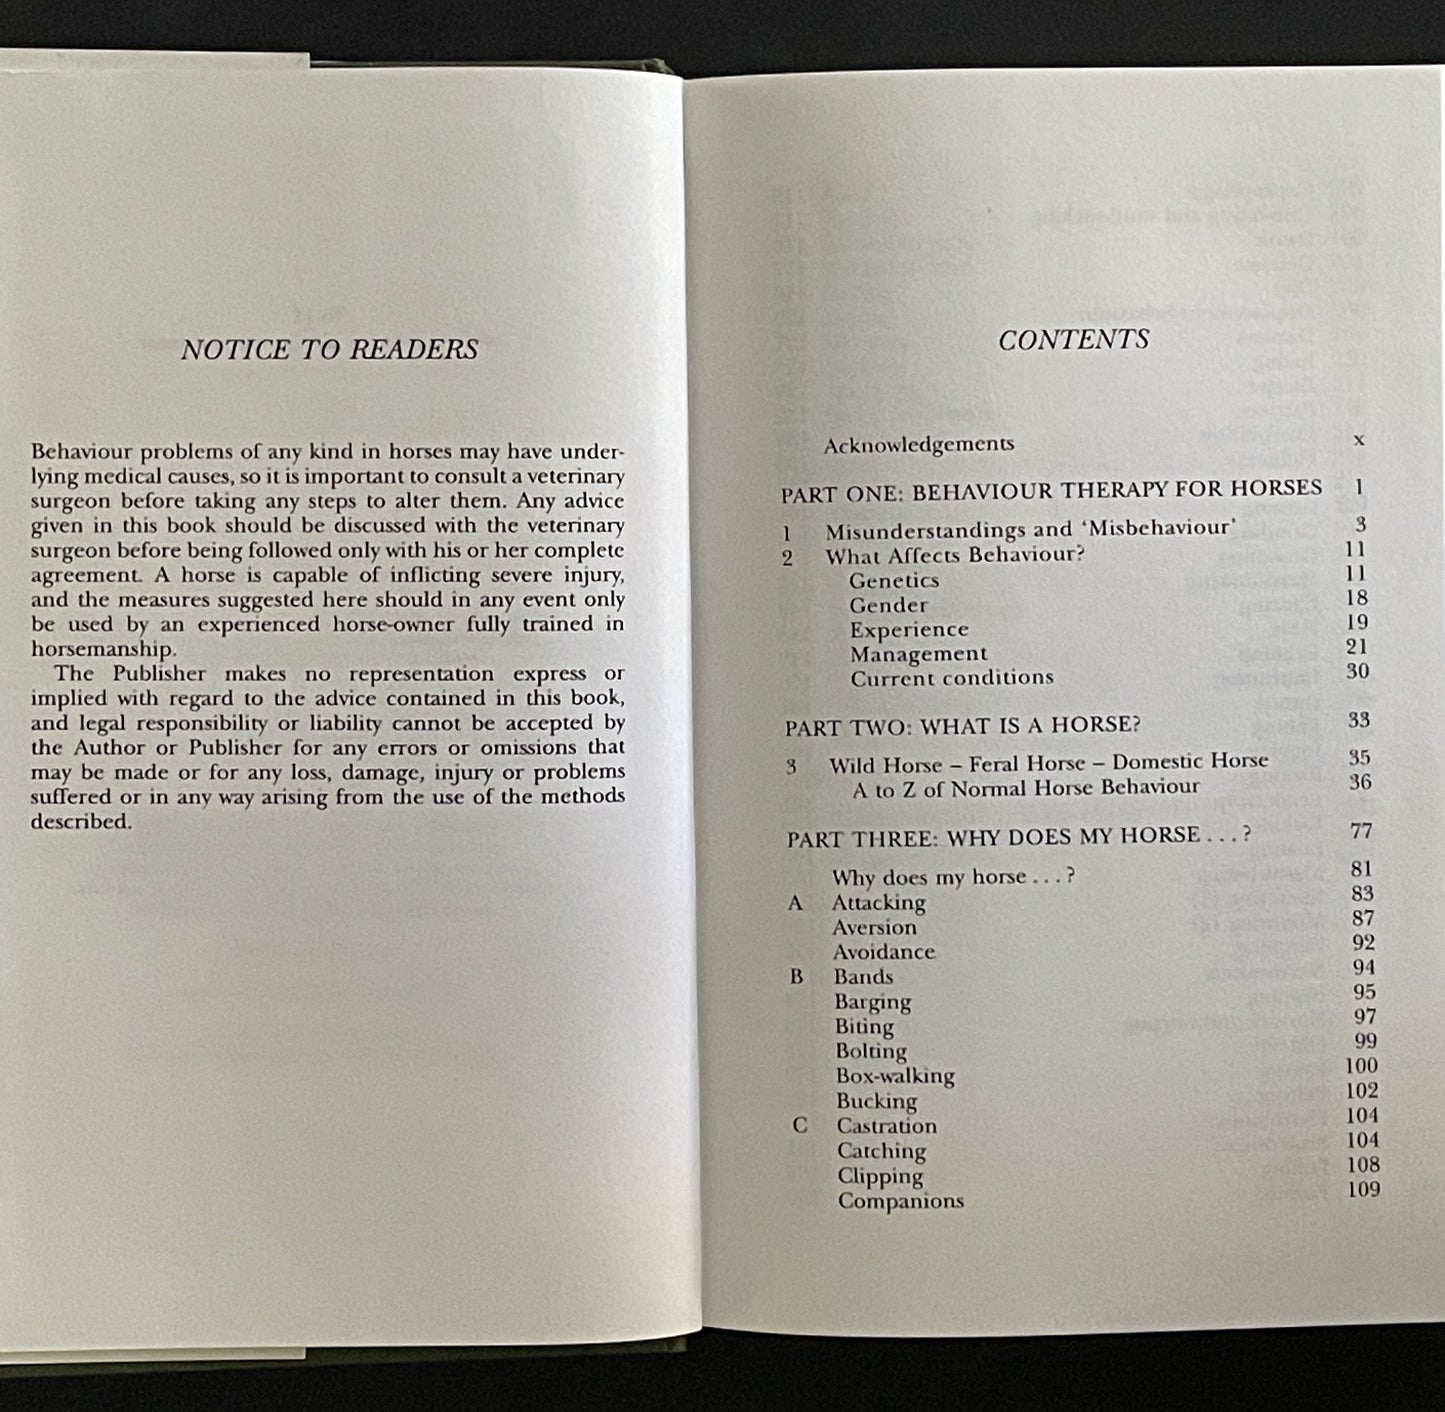 NOTICE TO READERS
Behaviour problems of any kind in horses may have under-
lying medical causes, so it is important to consult a veterinary
surgeon before taking any steps to alter them. Any advice
given in this book should be discussed with the veterinary
surgeon before being followed only with his or her complete
agreement. A horse is capable of inflicting severe injury,
and the measures suggested here should in any event only
be used by an experienced horse-owner fully trained in
horsemanship.
The Publisher makes no representation express or
implied with regard to the advice contained in this book,
and legal responsibility or liability cannot be accepted by
the Author or Publisher for any errors or omissions that
may be made or for any loss, damage, injury or problems
suffered or in any way arising from the use of the methods
described.
CONTENTS
Acknowledgements x
PART ONE: BEHAVIOUR THERAPY FOR HORSES 1
1 Misunderstandings and ‘Misbehaviour’ 3
2 What Affects Behaviour? 11
Genetics 11
Gender 18
Experience 19
Management 21
Current conditions 30
PART TWO: WHAT IS A HORSE? 33
3 Wild Horse – Feral Horse – Domestic Horse 35
A to Z of Normal Horse Behaviour 36
PART THREE: WHY DOES MY HORSE . . . ? 77
Why does my horse . . . ? 81
A Attacking 83
Aversion 87
Avoidance 92
B Bands 94
Barging 95
Biting 97
Bolting 99
Box-walking 100
Bucking 102
C Castration 104
Catching 104
Clipping 108
Companions 109